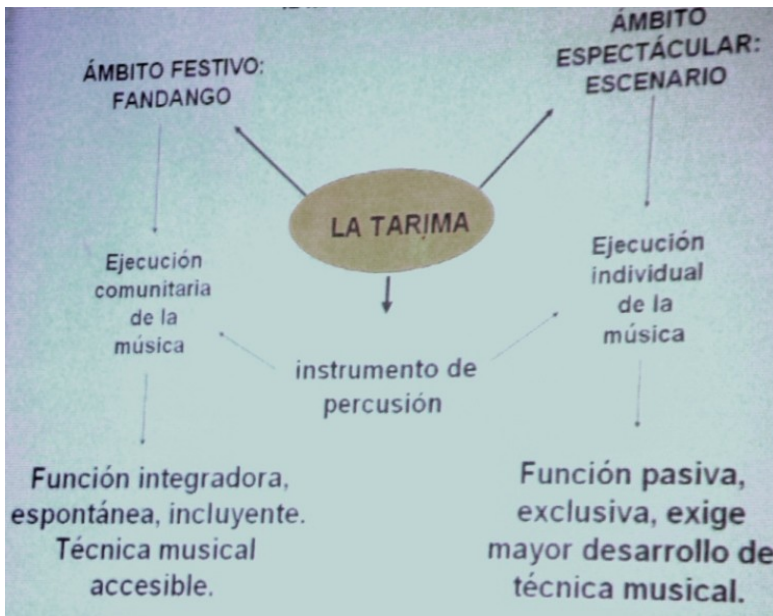 ÁMBITO FESTIVO:
FANDANGO
ÁMBITO
ESPECTÁCULAR:
ESCENARIO
LA TARIMA
Ejecución
comunitaria
de la
música
Ejecución
individual
de la
música
instrumento de
percusión
Función integradora,
espontánea, incluyente.
Técnica musical
accesible.
Función pasiva,
exclusiva, exige
mayor desarrollo de
técnica musical.